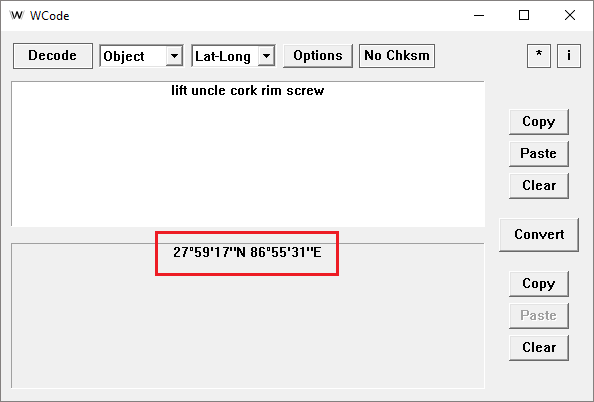 WCode
Decode Object Lat-Long Options No Chksm * i
lift uncle cork rim screw
Copy
Paste
Clear
Convert
27°59'17"N 86°55'31"E
Copy
Paste
Clear